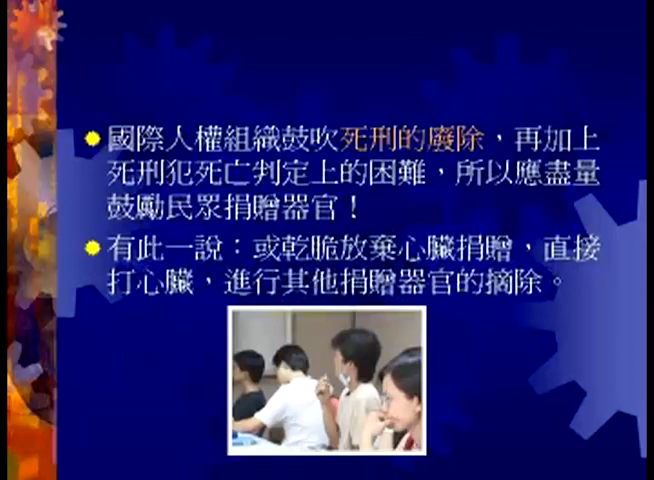 國際人權組織鼓吹死刑的廢除，再加上
死刑犯死亡判定上的困難，所以應盡量
鼓勵民眾捐贈器官！
有此一說：或乾脆放棄心臟捐贈，直接
打心臟，進行其他捐贈器官的摘除。